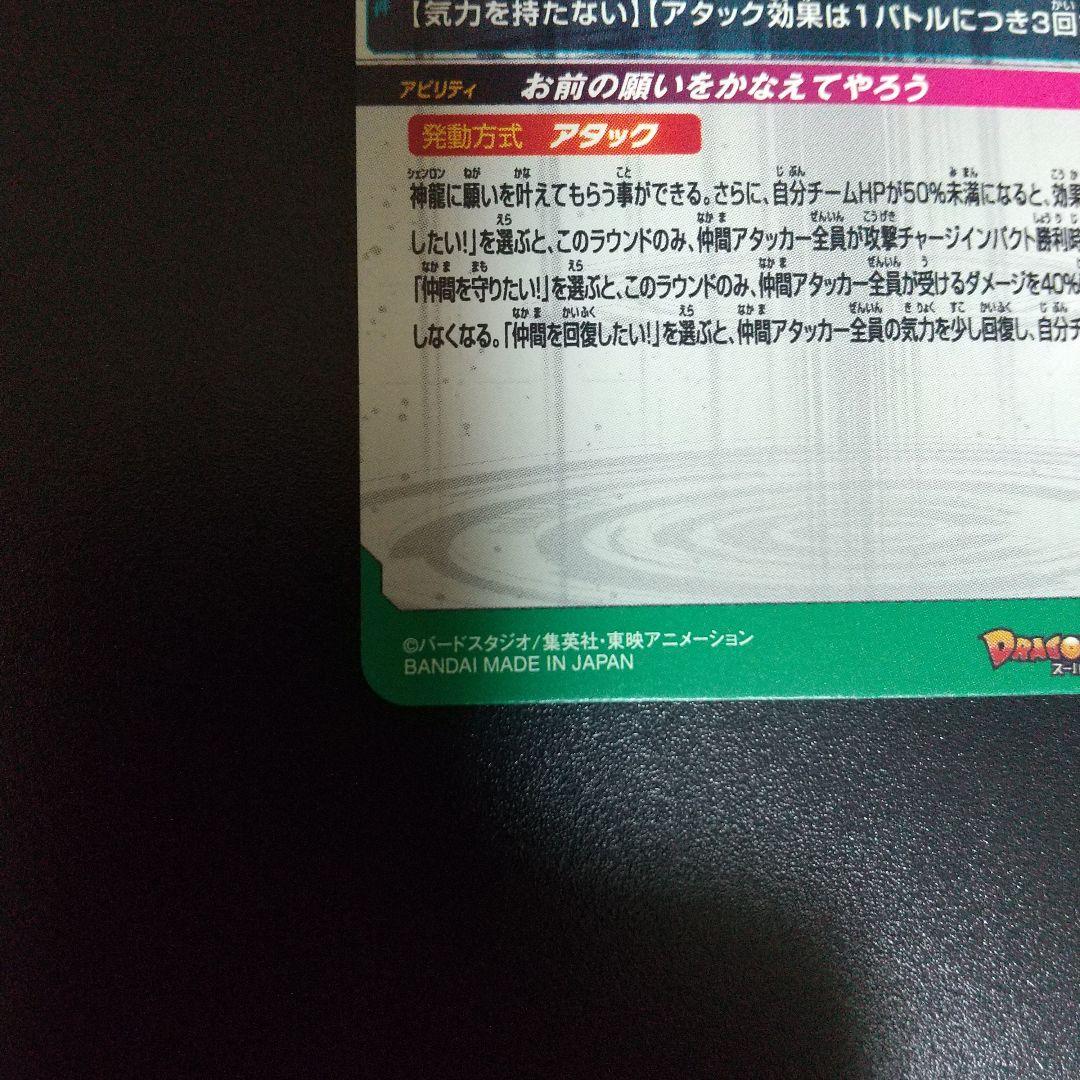 【気力を持たない】【アタック効果は1バトルにつき3回
アビリティ お前の願いをかなえてやろう
発動方式 アタック
神龍に願いを叶えてもらう事ができる。さらに、自分チームHPが50%未満になると、効果
したい!」を選ぶと、このラウンドのみ、仲間アタッカー全員が攻撃チャージインパクト勝利時
「仲間を守りたい!」を選ぶと、このラウンドのみ、仲間アタッカー全員が受けるダメージを40%
しなくなる。「仲間を回復したい!」を選ぶと、仲間アタッカー全員の気力を少し回復し、自分チ
©バードスタジオ/集英社・東映アニメーション
BANDAI MADE IN JAPAN
DRAGO
スーパ